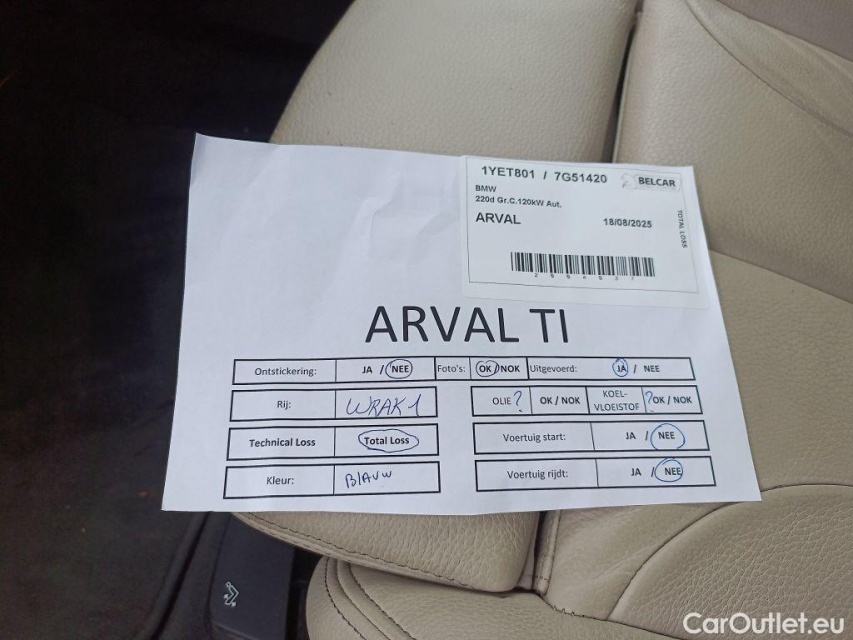 1YET801 / 7G51420 BELCAR
BMW
220d Gr.C.120kW Aut.
ARVAL 18/08/2025
TOTAL LOSS
ARVAL TI
Ontstickering: JA / NEE Foto's: OK / NOK Uitgevoerd: JA / NEE
Rij: WRAK 1 OLIE ? OK / NOK KOEL-VLOEISTOF ? OK / NOK
Technical Loss Total Loss Voertuig start: JA / NEE
Kleur: BlAUW Voertuig rijdt: JA / NEE
CarOutlet.eu